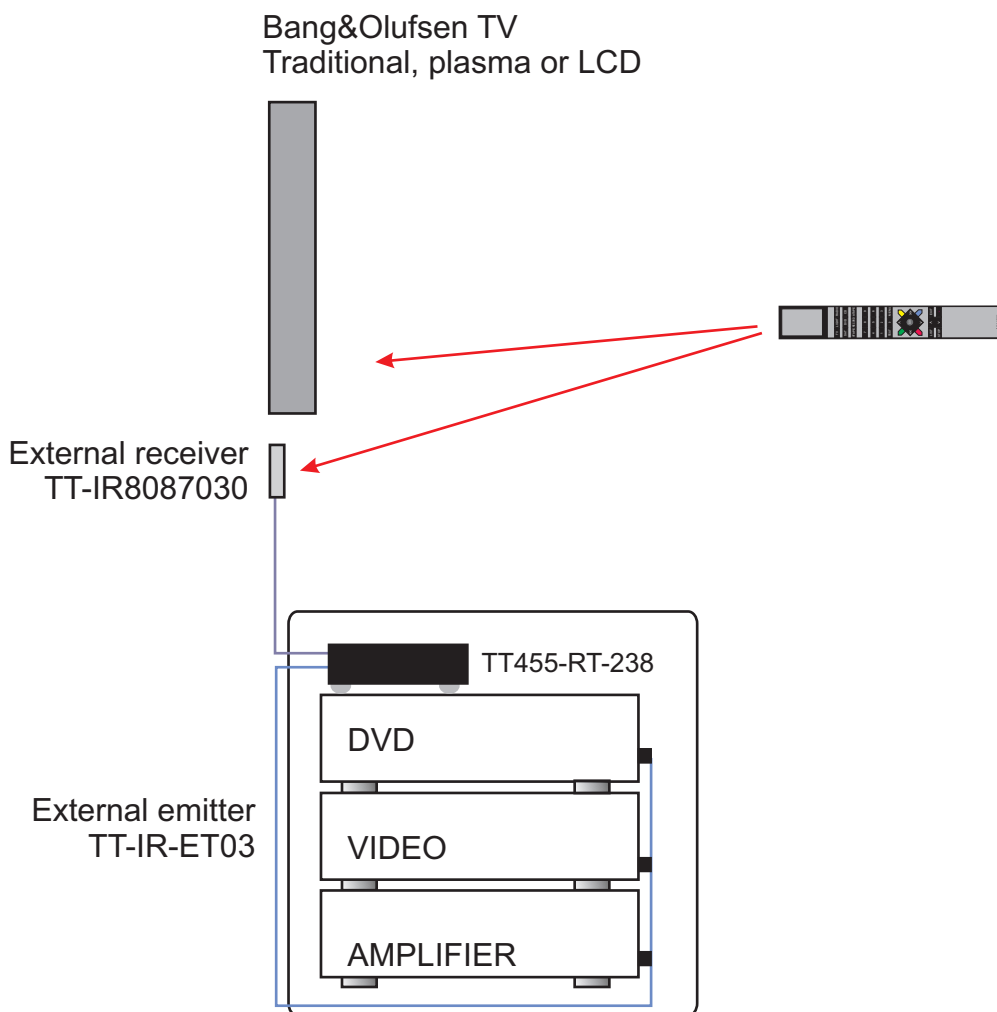 Bang&Olufsen TV
Traditional, plasma or LCD
External receiver
TT-IR8087030
TT455-RT-238
DVD
External emitter
TT-IR-ET03
VIDEO
AMPLIFIER